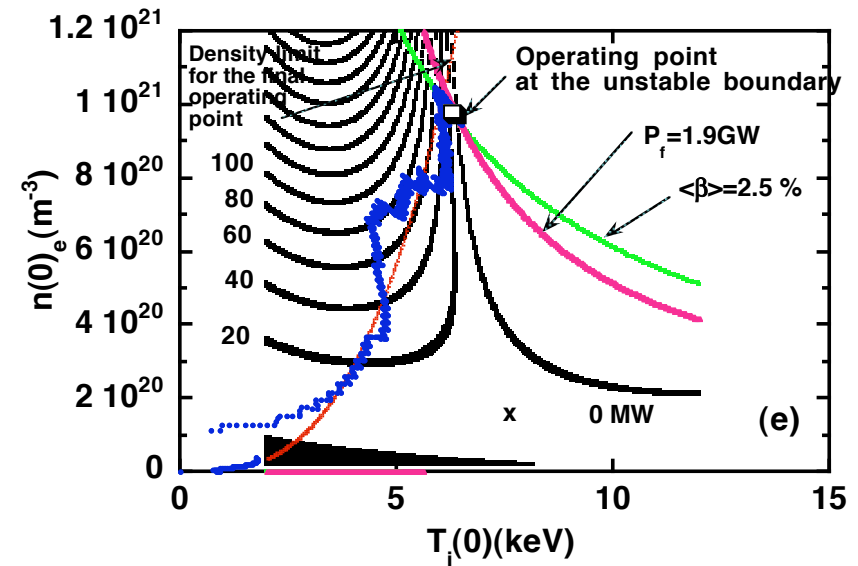 1.2 10^21
1 10^21
8 10^20
6 10^20
4 10^20
2 10^20
0
n(0)_e(m^-3)
Density limit
for the final
operating
point
Operating point
at the unstable boundary
P_f=1.9GW
<β>=2.5 %
100
80
60
40
20
x
0 MW
(e)
0
5
10
15
T_i(0)(keV)